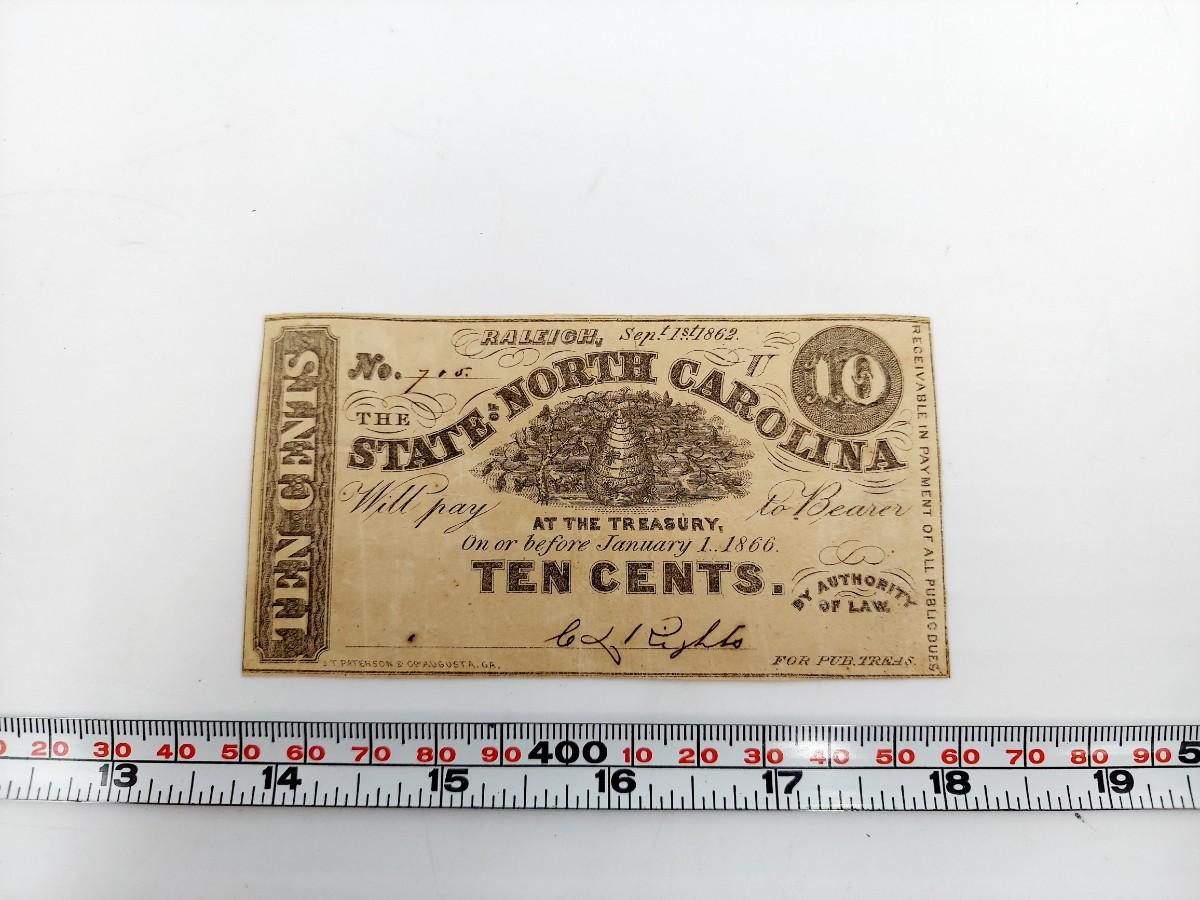 RALEIGH, Sept. 1st 1862.
No. 705
10
THE
STATE OF NORTH CAROLINA
Will pay to Bearer
AT THE TREASURY,
On or before January 1.. 1866.
TEN CENTS.
BY AUTHORITY
OF LAW.
FOR PUB. TREAS.
J T PATERSON & CO AUGUSTA, GA.
TEN CENTS
RECEIVABLE IN PAYMENT OF ALL PUBLIC DUES
20 30 40 50 60 70 80 90 400 10 20 30 40 50 60 70 80 90 5
13 14 15 16 17 18 19